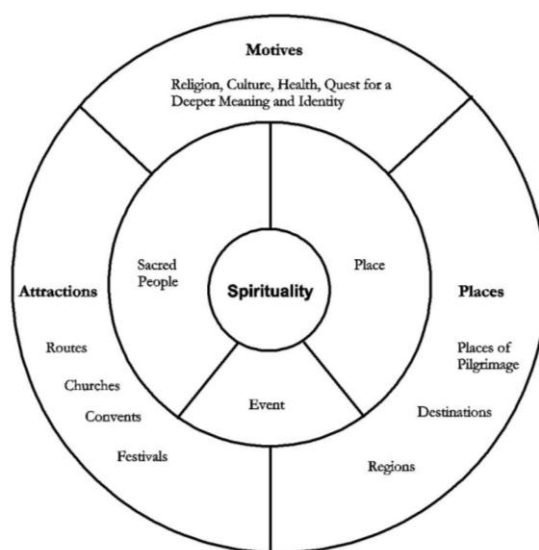 Motives
Religion, Culture, Health, Quest for a
Deeper Meaning and Identity
Sacred
People
Place
Spirituality
Event
Attractions
Routes
Churches
Convents
Festivals
Places
Places of
Pilgrimage
Destinations
Regions